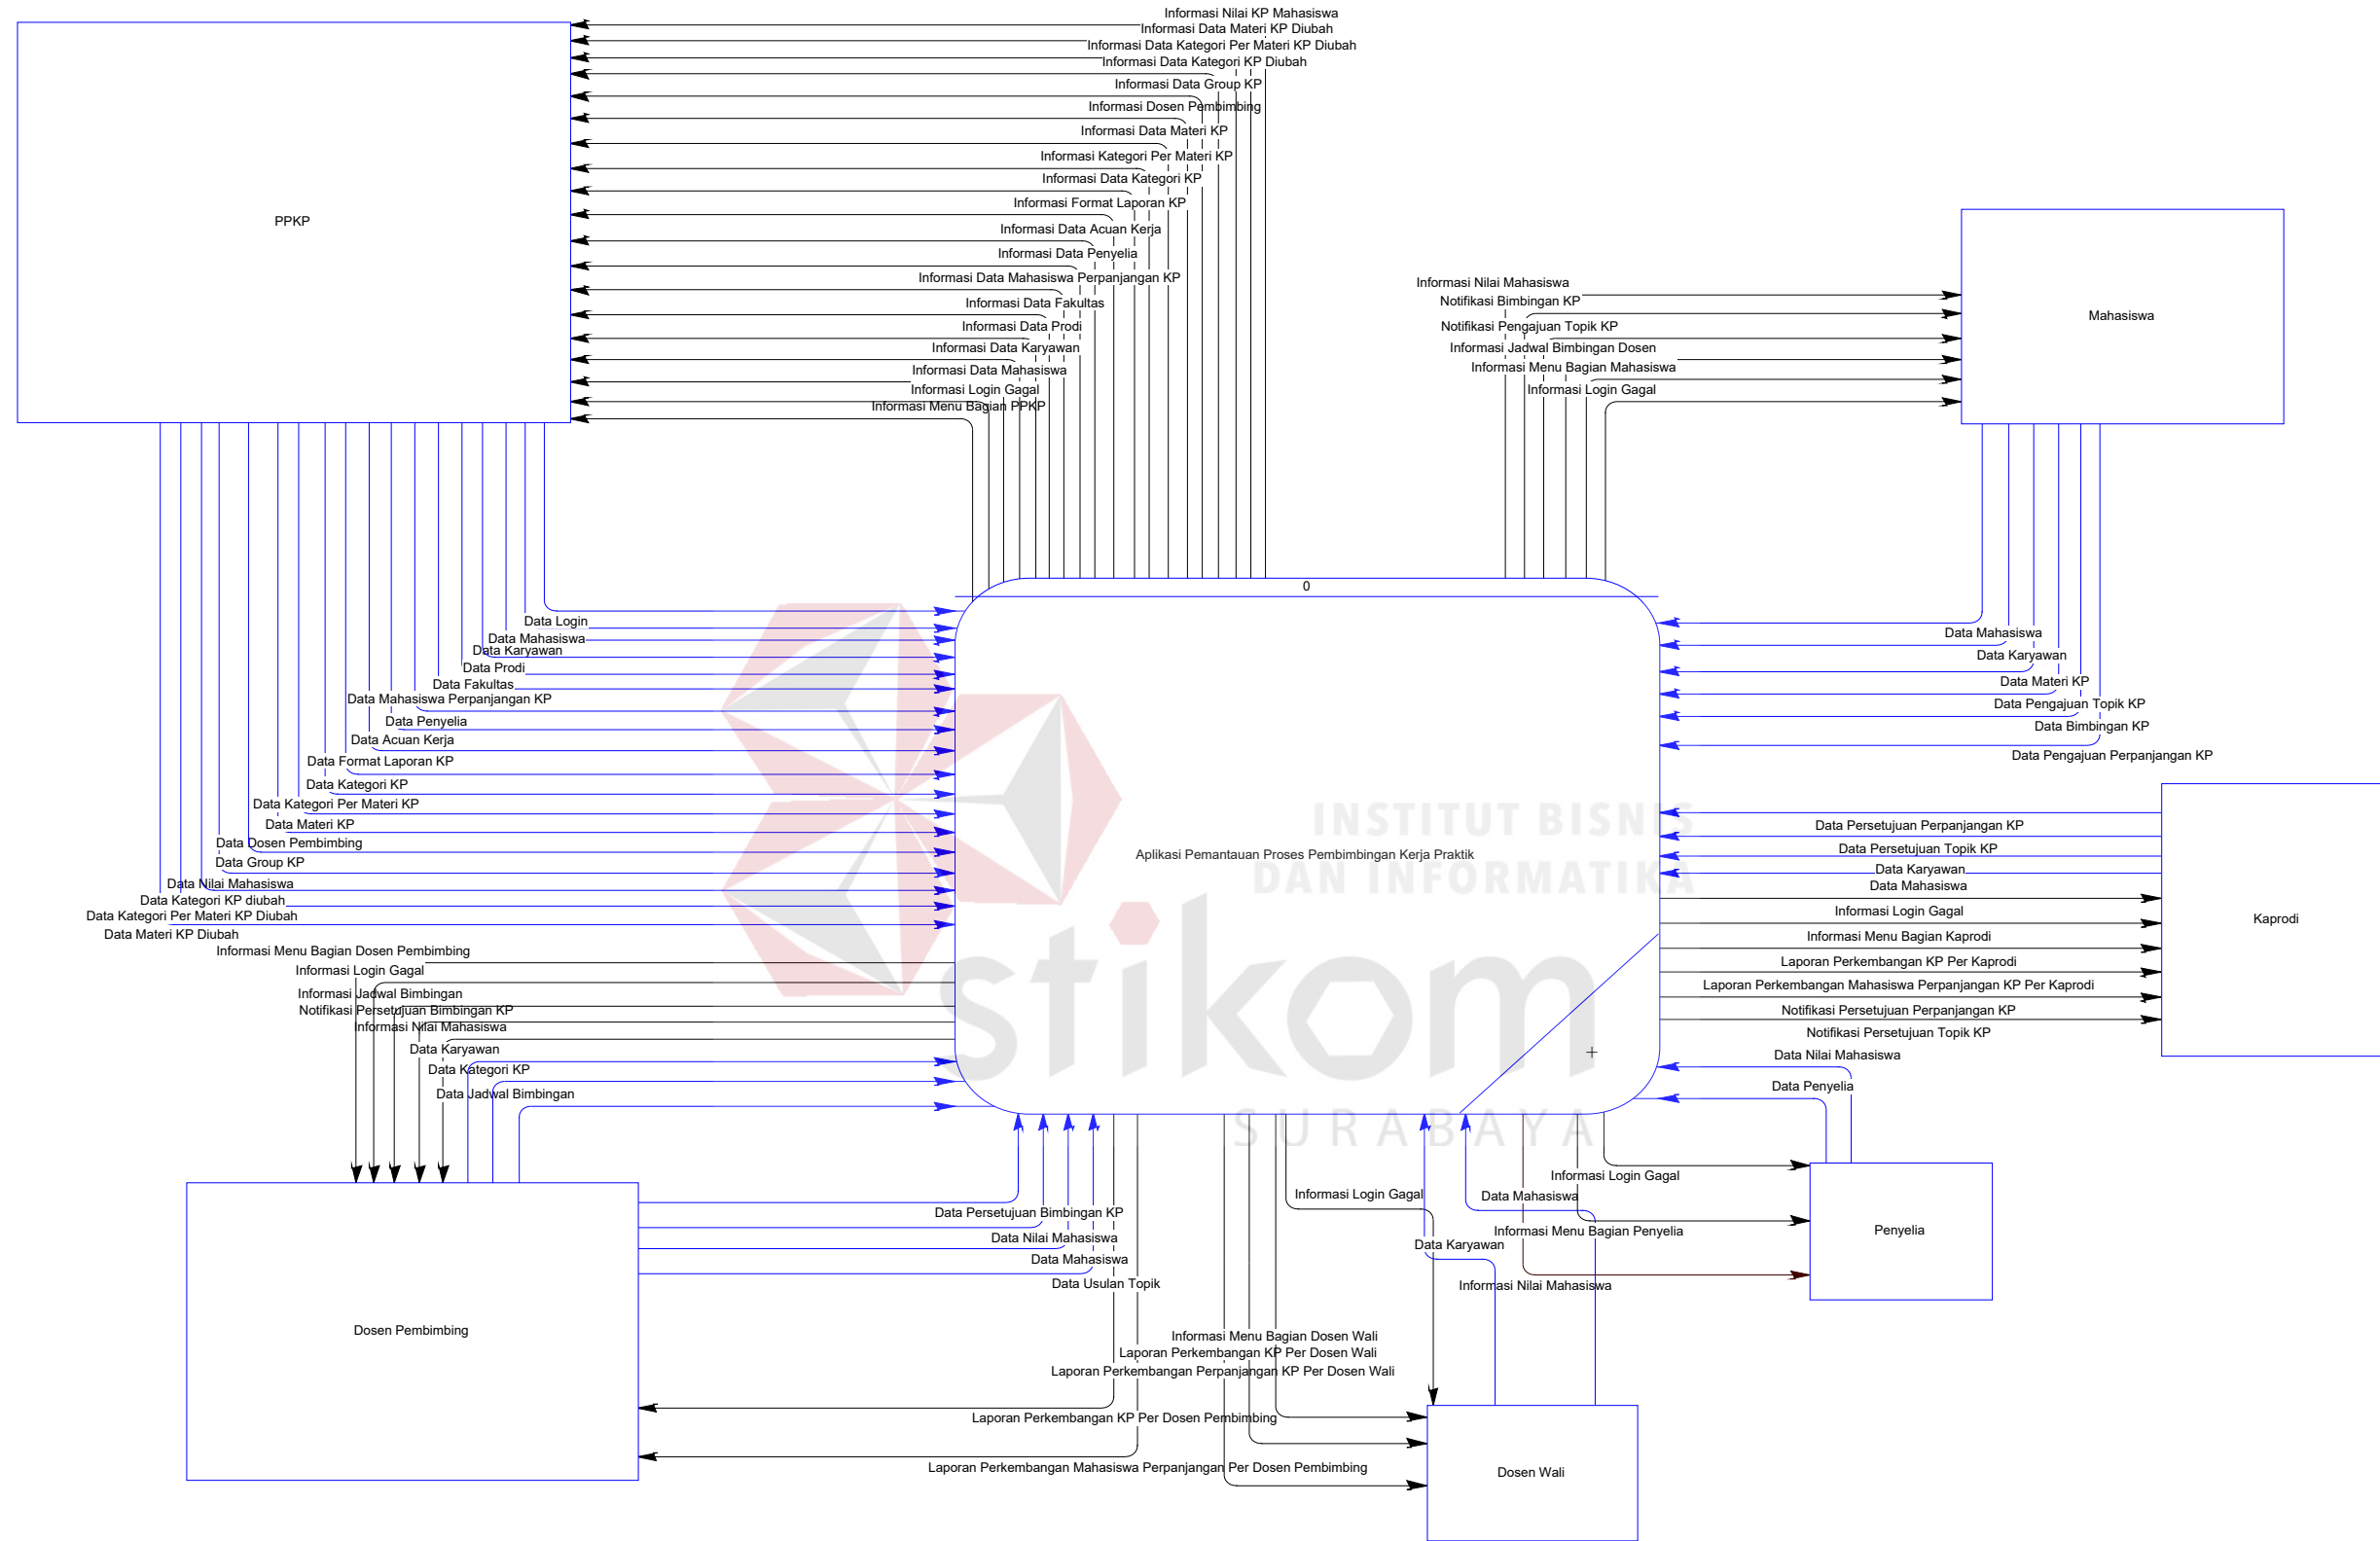 Informasi Nilai KP Mahasiswa
Informasi Data Materi KP Diubah
Informasi Data Kategori Per Materi KP Diubah
Informasi Data Kategori KP Diubah
Informasi Data Group KP
Informasi Dosen Pembimbing
Informasi Data Materi KP
Informasi Kategori Per Materi KP
Informasi Data Kategori KP
Informasi Format Laporan KP
Informasi Data Acuan Kerja
Informasi Data Penyelia
Informasi Data Mahasiswa Perpanjangan KP
Informasi Data Fakultas
Informasi Data Prodi
Informasi Data Karyawan
Informasi Data Mahasiswa
Informasi Login Gagal
Informasi Menu Bagian PPKP
PPKP
Informasi Nilai Mahasiswa
Notifikasi Bimbingan KP
Notifikasi Pengajuan Topik KP
Informasi Jadwal Bimbingan Dosen
Informasi Menu Bagian Mahasiswa
Informasi Login Gagal
Mahasiswa
0
Data Login
Data Mahasiswa
Data Karyawan
Data Prodi
Data Fakultas
Data Mahasiswa Perpanjangan KP
Data Penyelia
Data Acuan Kerja
Data Format Laporan KP
Data Kategori KP
Data Kategori Per Materi KP
Data Materi KP
Data Dosen Pembimbing
Data Group KP
Data Nilai Mahasiswa
Data Kategori KP diubah
Data Kategori Per Materi KP Diubah
Data Materi KP Diubah
Data Mahasiswa
Data Karyawan
Data Materi KP
Data Pengajuan Topik KP
Data Bimbingan KP
Data Pengajuan Perpanjangan KP
INSTITUT BISNIS
Aplikasi Pemantauan Proses Pembimbingan Kerja Praktik
DAN INFORMATIKA
stikom
SURABAYA
Data Persetujuan Perpanjangan KP
Data Persetujuan Topik KP
Data Karyawan
Data Mahasiswa
Informasi Login Gagal
Informasi Menu Bagian Kaprodi
Laporan Perkembangan KP Per Kaprodi
Laporan Perkembangan Mahasiswa Perpanjangan KP Per Kaprodi
Notifikasi Persetujuan Perpanjangan KP
Notifikasi Persetujuan Topik KP
Kaprodi
Informasi Menu Bagian Dosen Pembimbing
Informasi Login Gagal
Informasi Jadwal Bimbingan
Notifikasi Persetujuan Bimbingan KP
Informasi Nilai Mahasiswa
Data Karyawan
Data Kategori KP
Data Jadwal Bimbingan
Data Nilai Mahasiswa
Data Penyelia
Informasi Login Gagal
Informasi Menu Bagian Penyelia
Informasi Nilai Mahasiswa
Penyelia
Data Persetujuan Bimbingan KP
Data Nilai Mahasiswa
Data Mahasiswa
Data Usulan Topik
Dosen Pembimbing
Informasi Login Gagal
Data Mahasiswa
Data Karyawan
Informasi Menu Bagian Dosen Wali
Laporan Perkembangan KP Per Dosen Wali
Laporan Perkembangan Perpanjangan KP Per Dosen Wali
Laporan Perkembangan KP Per Dosen Pembimbing
Laporan Perkembangan Mahasiswa Perpanjangan Per Dosen Pembimbing
Dosen Wali